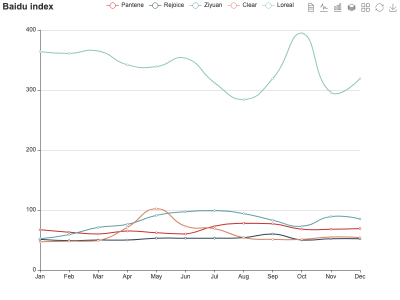 Baidu index
Pantene Rejoice Ziyuan Clear Loreal
400
300
200
100
0
Jan Feb Mar Apr May Jun Jul Aug Sep Oct Nov Dec